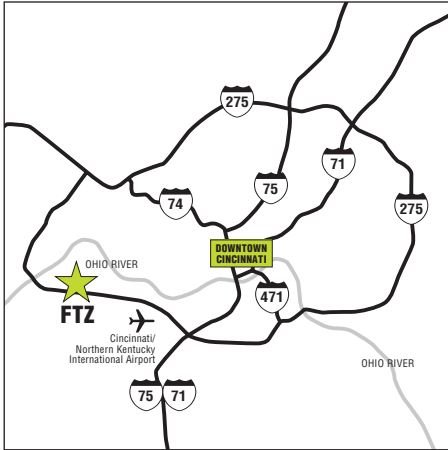 275
71
75
74
275
DOWNTOWN
CINCINNATI
OHIO RIVER
471
FTZ
Cincinnati/
Northern Kentucky
International Airport
OHIO RIVER
75 71